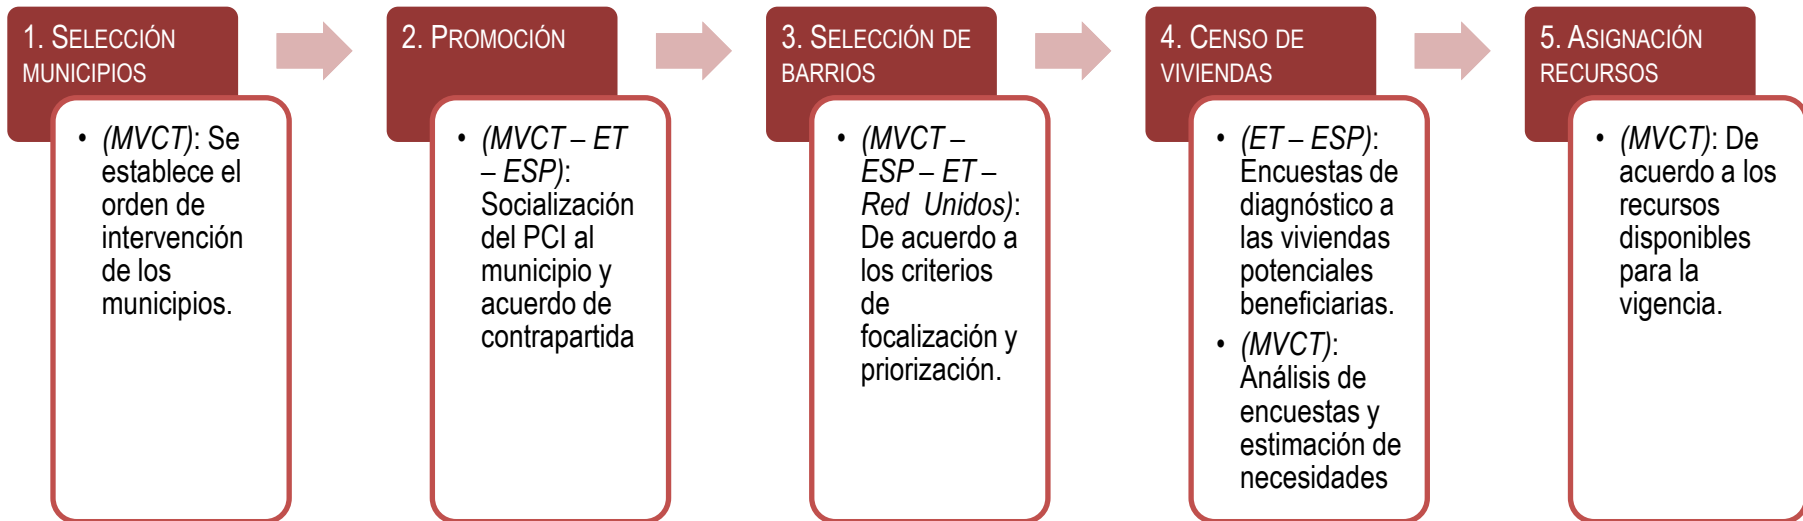 1. SELECCIÓN
MUNICIPIOS
• (MVCT): Se
establece el
orden de
intervención
de los
municipios.
2. PROMOCIÓN
• (MVCT – ET
– ESP):
Socialización
del PCI al
municipio y
acuerdo de
contrapartida
3. SELECCIÓN DE
BARRIOS
• (MVCT –
ESP – ET –
Red Unidos):
De acuerdo a
los criterios
de
focalización y
priorización.
4. CENSO DE
VIVIENDAS
• (ET – ESP):
Encuestas de
diagnóstico a
las viviendas
potenciales
beneficiarias.
• (MVCT):
Análisis de
encuestas y
estimación de
necesidades
5. ASIGNACIÓN
RECURSOS
• (MVCT): De
acuerdo a los
recursos
disponibles
para la
vigencia.